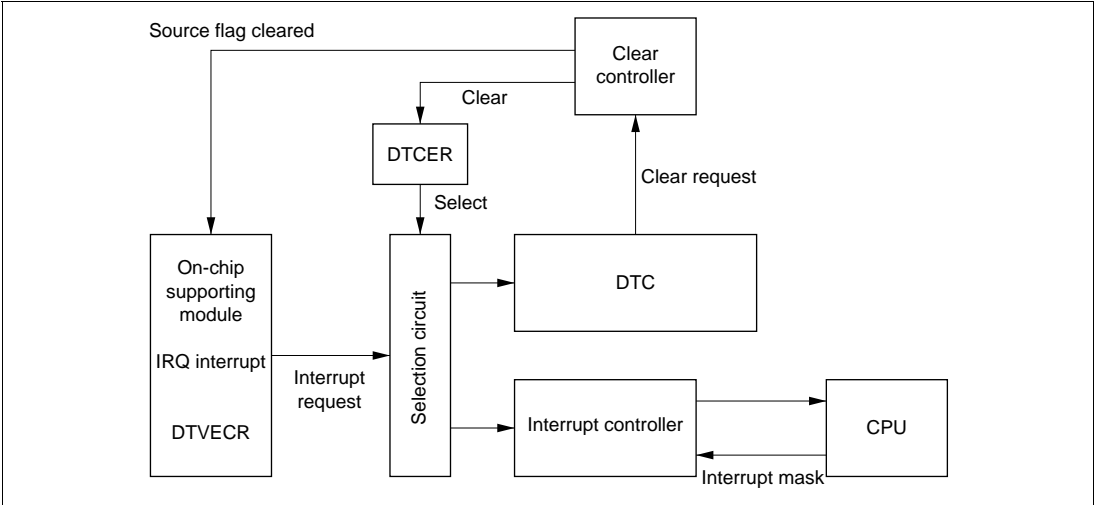 Source flag cleared
Clear
controller
Clear
DTCER
Clear request
Select
On-chip
supporting
module
IRQ interrupt
DTVECR
Interrupt
request
Selection circuit
DTC
Interrupt controller
CPU
Interrupt mask